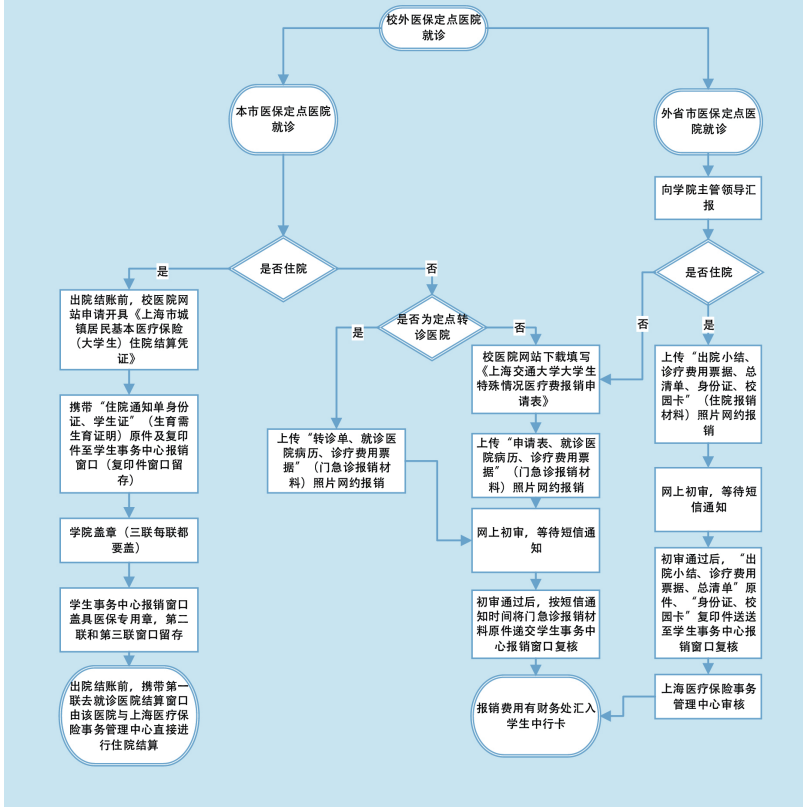 校外医保定点医院
就诊
本市医保定点医院
就诊
外省市医保定点医
院就诊
向学院主管领导汇
报
是否住院
是否住院
是
否
否
是
出院结账前，校医院网
站申请开具《上海市城
镇居民基本医疗保险
（大学生）住院结算凭
证》
是否为定点转
诊医院
是
否
校医院网站下载填写
《上海交通大学大学生
特殊情况医疗费报销申
请表》
上传“出院小结、
诊疗费用票据、总
清单、身份证、校
园卡”（住院报销
材料）照片网约报
销
携带“住院通知单身份
证、学生证”（生育需
生育证明）原件及复印
件至学生事务中心报销
窗口（复印件窗口留
存）
上传“转诊单、就诊医
院病历、诊疗费用票
据”（门急诊报销材
料）照片网约报销
上传“申请表、就诊医
院病历、诊疗费用票
据”（门急诊报销材
料）照片网约报销
网上初审，等待短
信通知
学院盖章（三联每联都
要盖）
网上初审，等待短信通
知
初审通过后，“出
院小结、诊疗费用
票据、总清单”原
件、“身份证、校
园卡”复印件送送
至学生事务中心报
销窗口复核
学生事务中心报销窗口
盖具医保专用章，第二
联和第三联窗口留存
初审通过后，按短信通
知时间将门急诊报销材
料原件递交学生事务中
心报销窗口复核
出院结账前，携带第一
联去就诊医院结算窗口
由该医院与上海医疗保
险事务管理中心直接进
行住院结算
报销费用有财务处汇入
学生中行卡
上海医疗保险事务
管理中心审核